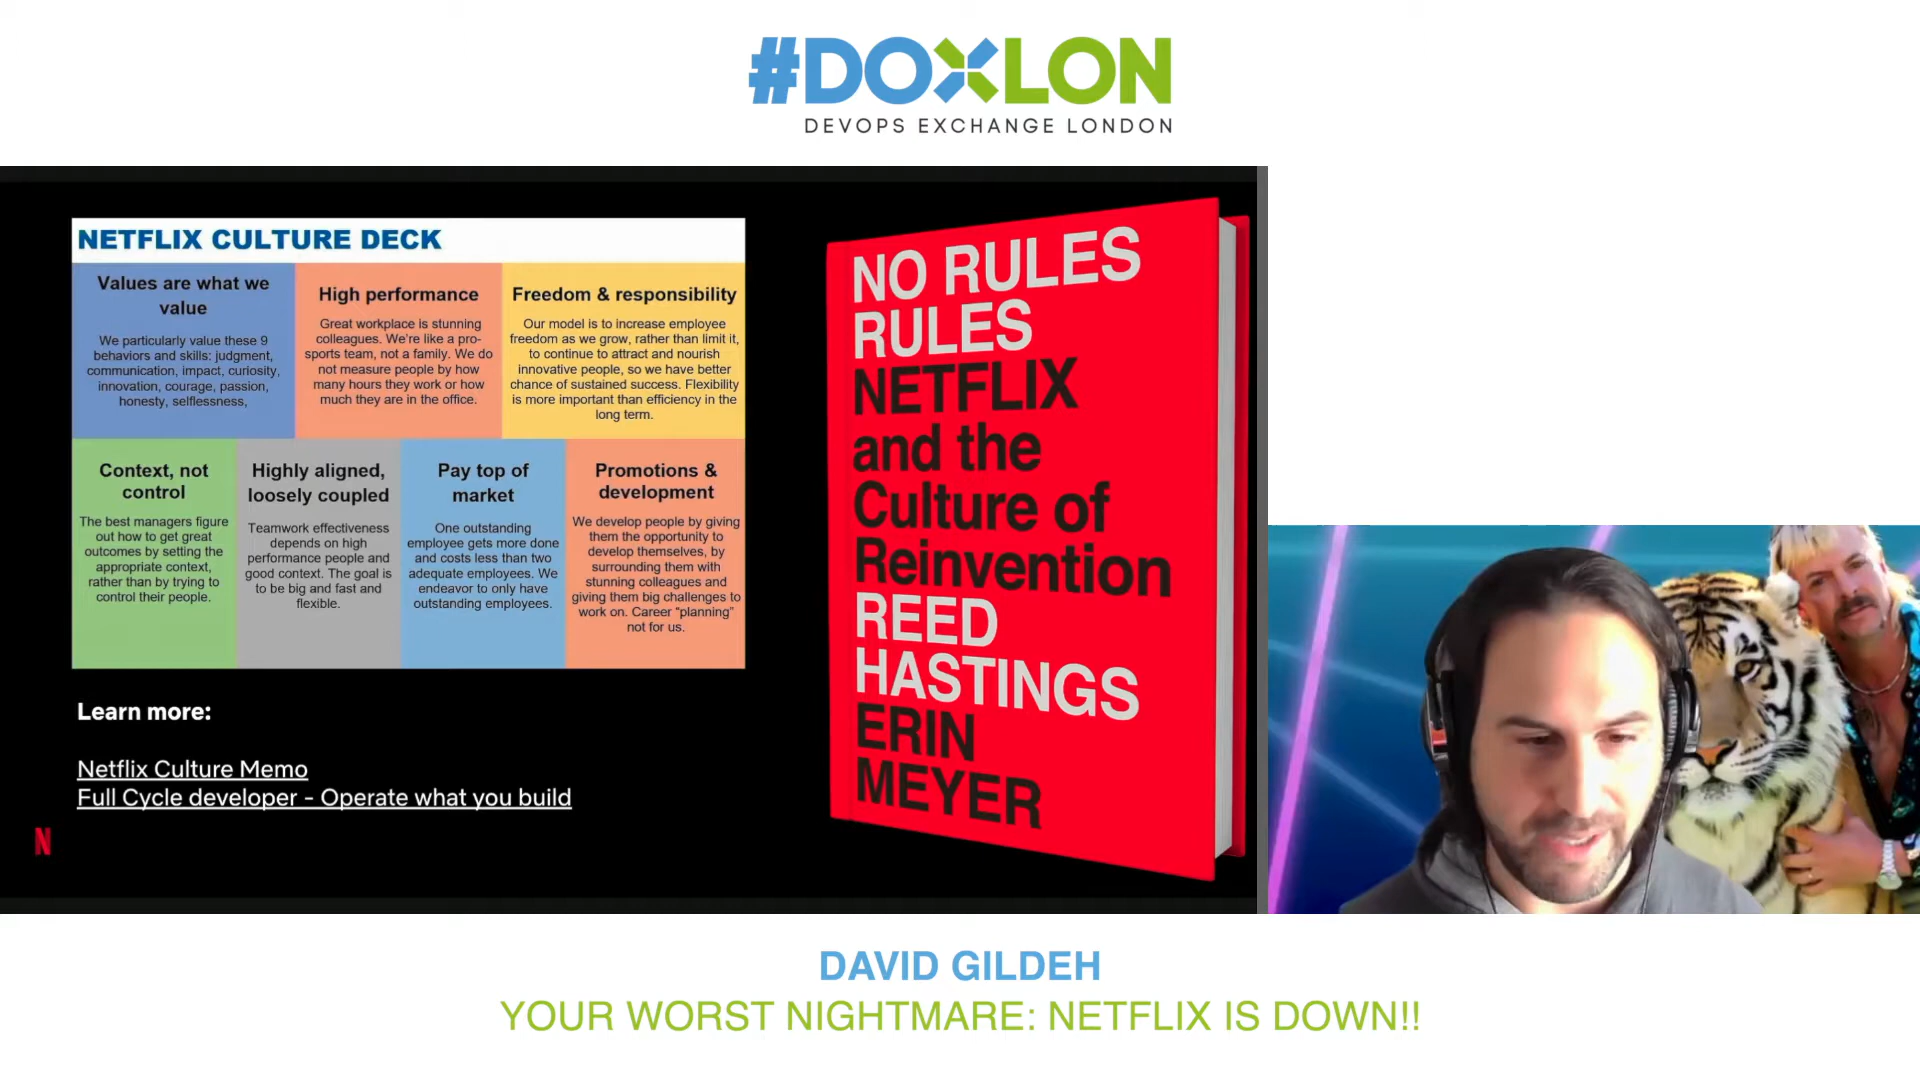 #DOXLON
DEVOPS EXCHANGE LONDON
NETFLIX CULTURE DECK
Values are what we
value
We particularly value these 9
behaviors and skills: judgment,
communication, impact, curiosity,
innovation, courage, passion,
honesty, selflessness,
High performance
Great workplace is stunning
colleagues. We're like a pro-
sports team, not a family. We do
not measure people by how
many hours they work or how
much they are in the office.
Freedom & responsibility
Our model is to increase employee
freedom as we grow, rather than limit it,
to continue to attract and nourish
innovative people, so we have better
chance of sustained success. Flexibility
is more important than efficiency in the
long term.
Context, not
control
The best managers figure
out how to get great
outcomes by setting the
appropriate context,
rather than by trying to
control their people.
Highly aligned,
loosely coupled
Teamwork effectiveness
depends on high
performance people and
good context. The goal is
to be big and fast and
flexible.
Pay top of
market
One outstanding
employee gets more done
and costs less than two
adequate employees. We
endeavor to only have
outstanding employees.
Promotions &
development
We develop people by giving
them the opportunity to
develop themselves, by
surrounding them with
stunning colleagues and
giving them big challenges to
work on. Career “planning”
not for us.
Learn more:
Netflix Culture Memo
Full Cycle developer - Operate what you build
N
NO RULES
RULES
NETFLIX
and the
Culture of
Reinvention
REED
HASTINGS
ERIN
MEYER
DAVID GILDEH
YOUR WORST NIGHTMARE: NETFLIX IS DOWN!!